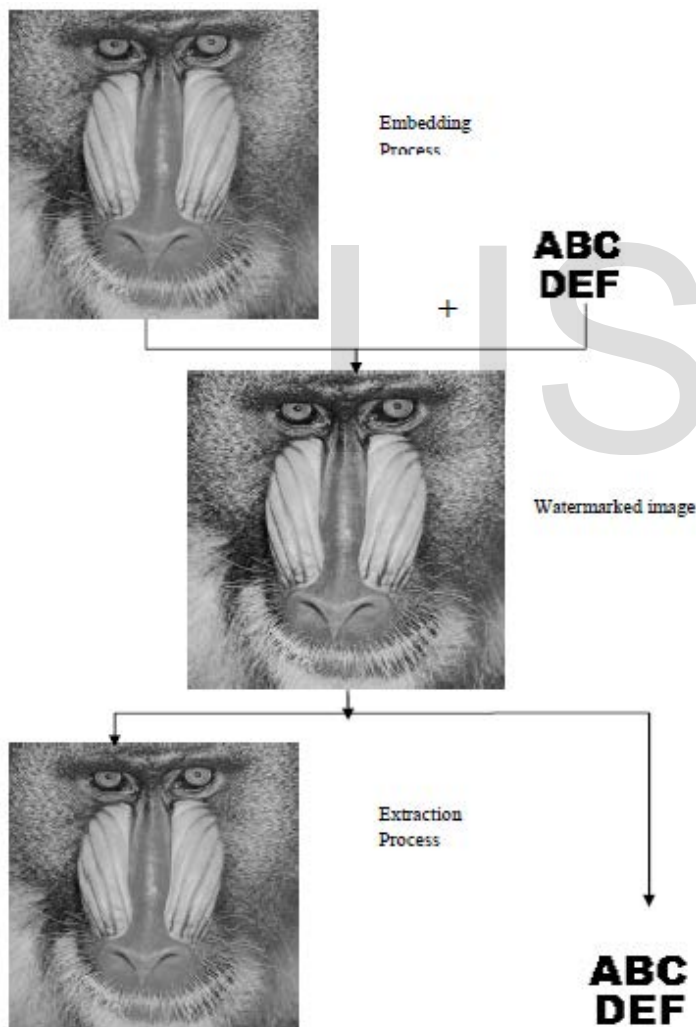 Embedding
Process
ABC
DEF
+
Watermarked image
Extraction
Process
ABC
DEF